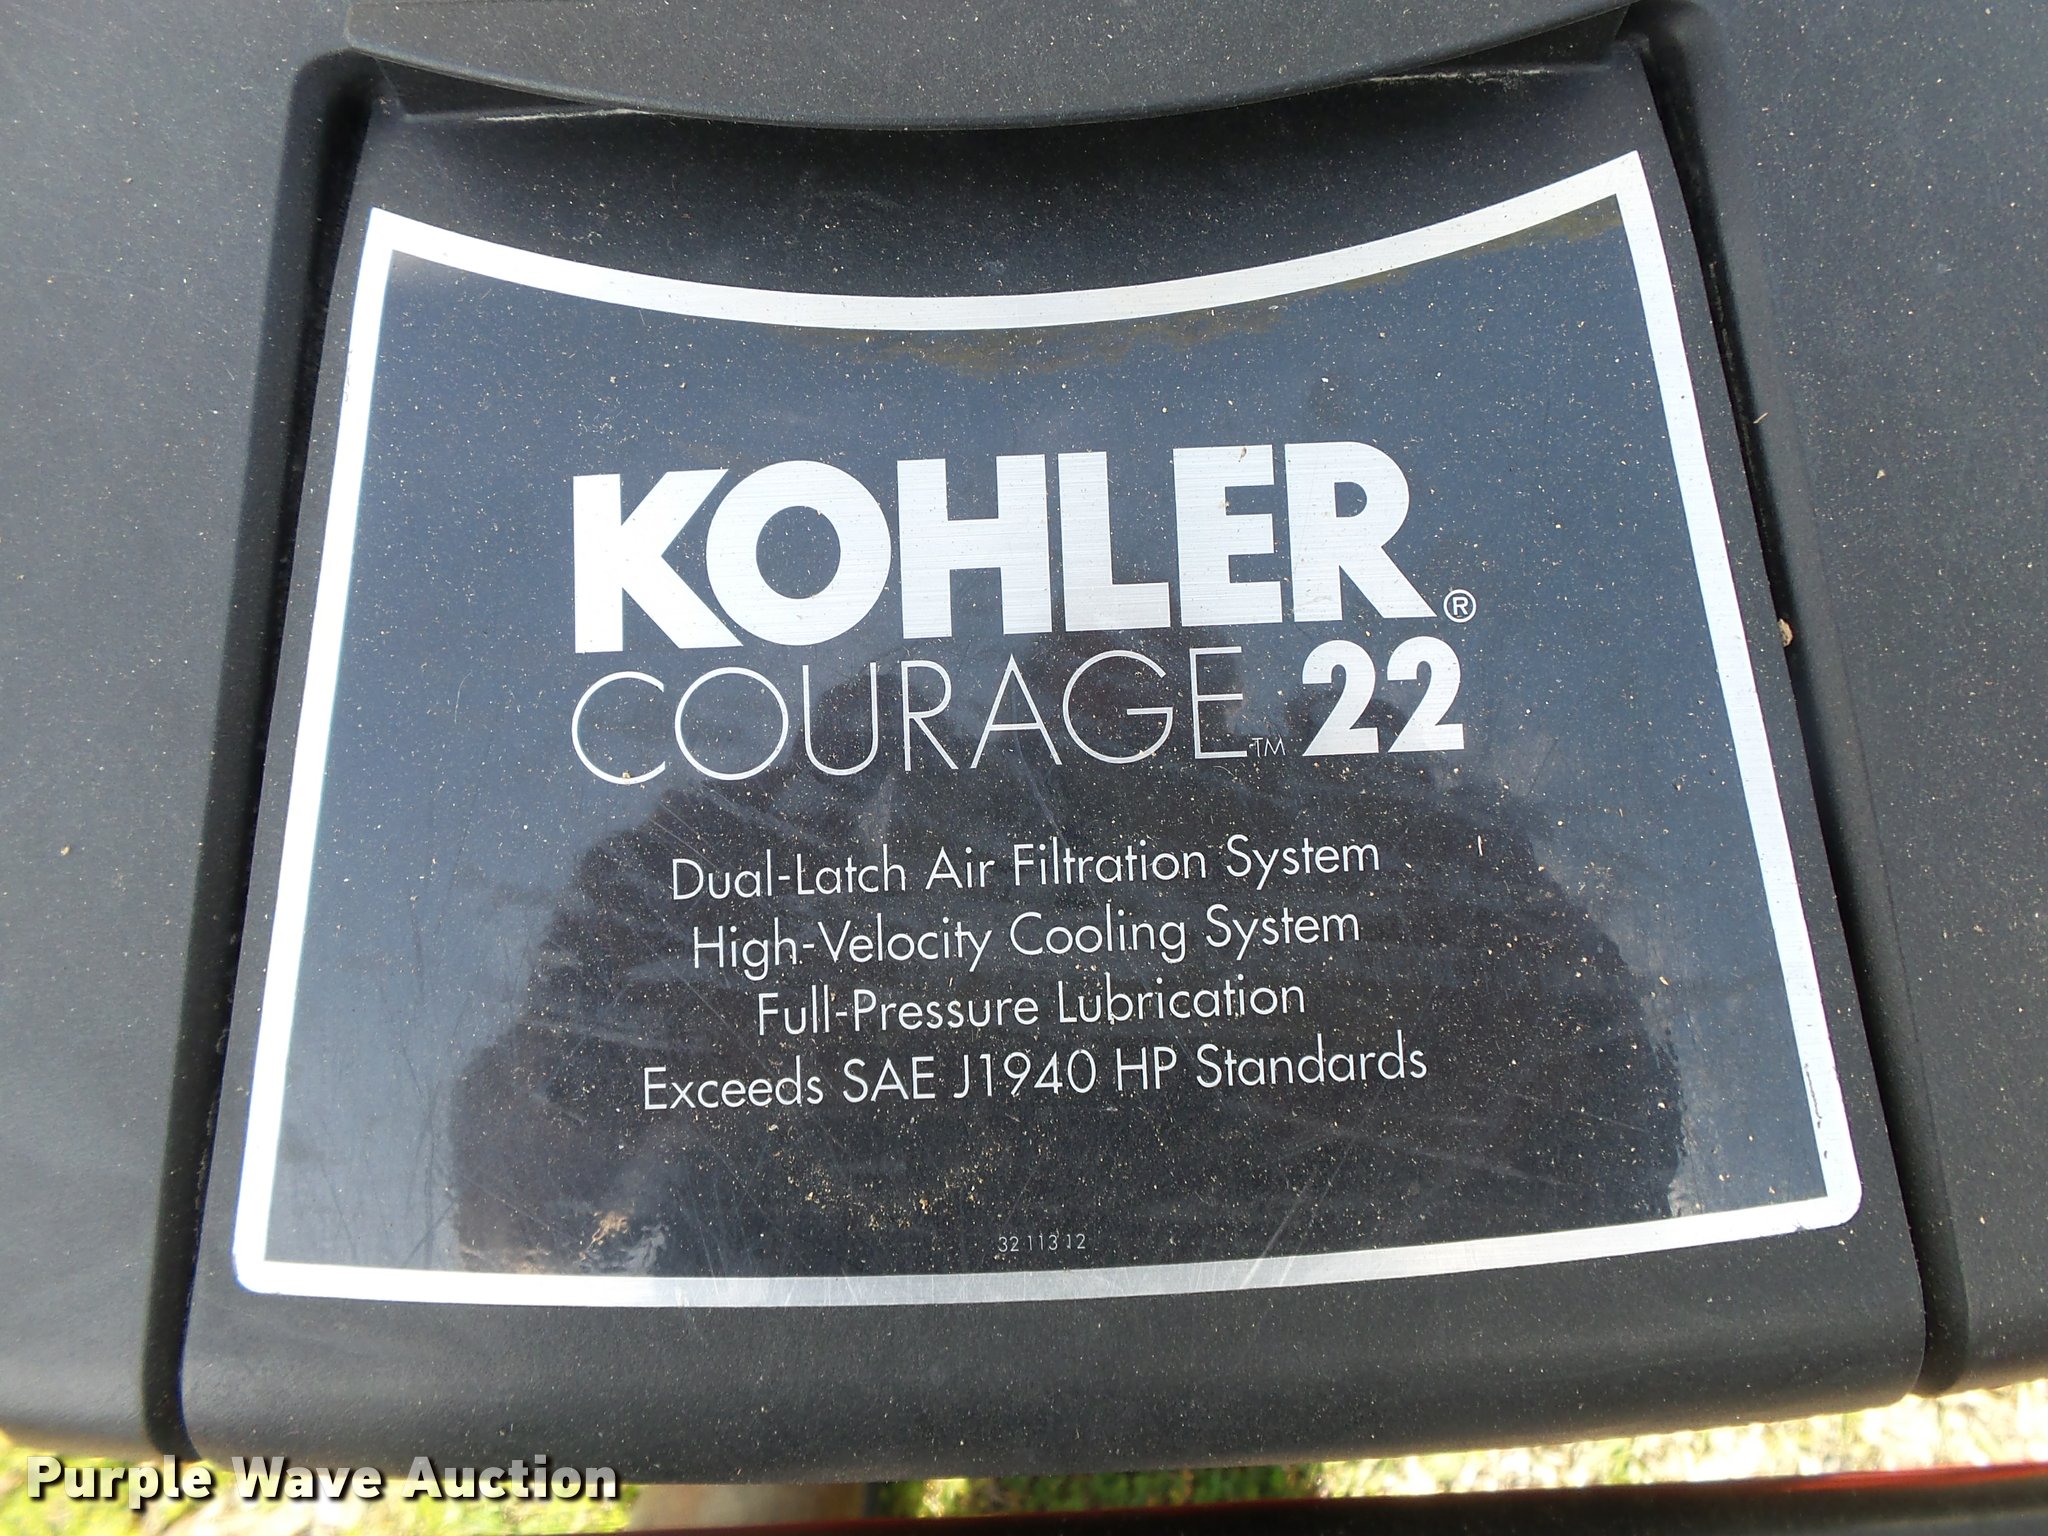 KOHLER®
COURAGE™ 22
Dual-Latch Air Filtration System
High-Velocity Cooling System
Full-Pressure Lubrication
Exceeds SAE J1940 HP Standards
32 113 12
Purple Wave Auction